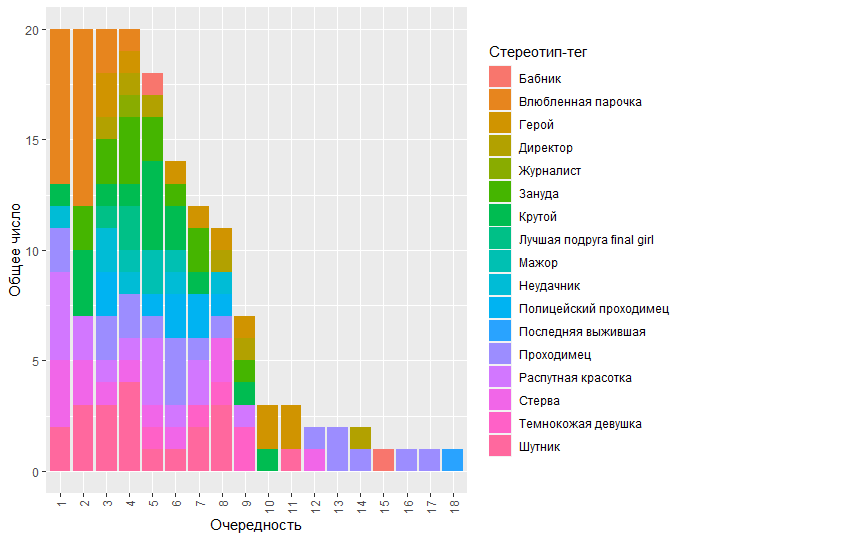 Общее число
20
15
10
5
0
1 2 3 4 5 6 7 8 9 10 11 12 13 14 15 16 17 18
Очередность
Стереотип-тег
Бабник
Влюбленная парочка
Герой
Директор
Журналист
Зануда
Крутой
Лучшая подруга final girl
Мажор
Неудачник
Полицейский проходимец
Последняя выжившая
Проходимец
Распутная красотка
Стерва
Темнокожая девушка
Шутник